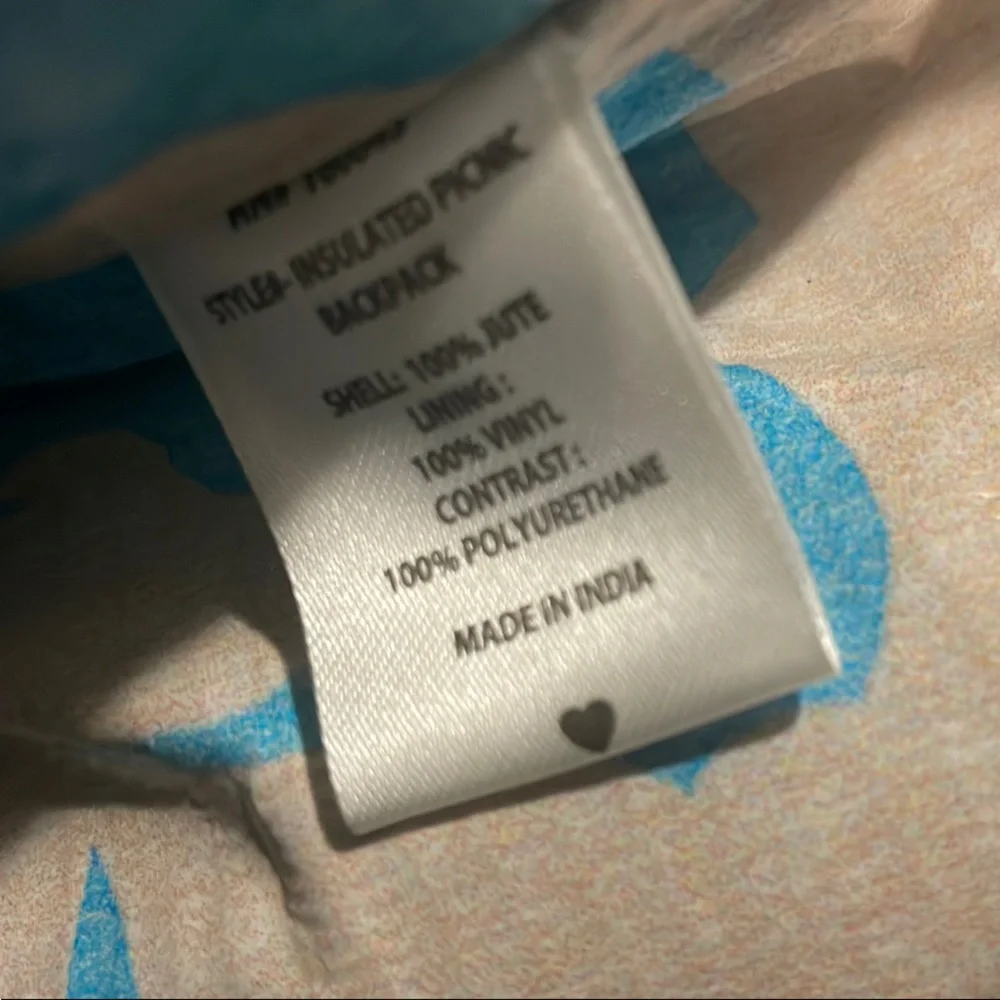 STYLE#- INSULATED PICNIC
BACKPACK
SHELL: 100% JUTE
LINING :
100% VINYL
CONTRAST :
100% POLYURETHANE
MADE IN INDIA